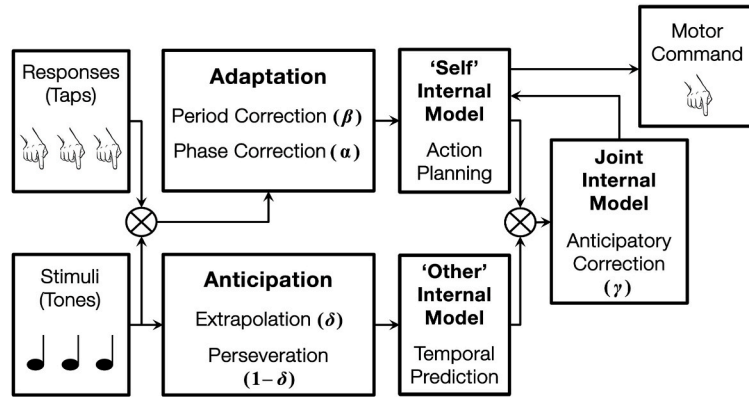 Responses
(Taps)
Adaptation
Period Correction (β)
Phase Correction (α)
‘Self’
Internal
Model
Action
Planning
Motor
Command
Joint
Internal
Model
Anticipatory
Correction
(γ)
Stimuli
(Tones)
Anticipation
Extrapolation (δ)
Perseveration
(1– δ)
‘Other’
Internal
Model
Temporal
Prediction